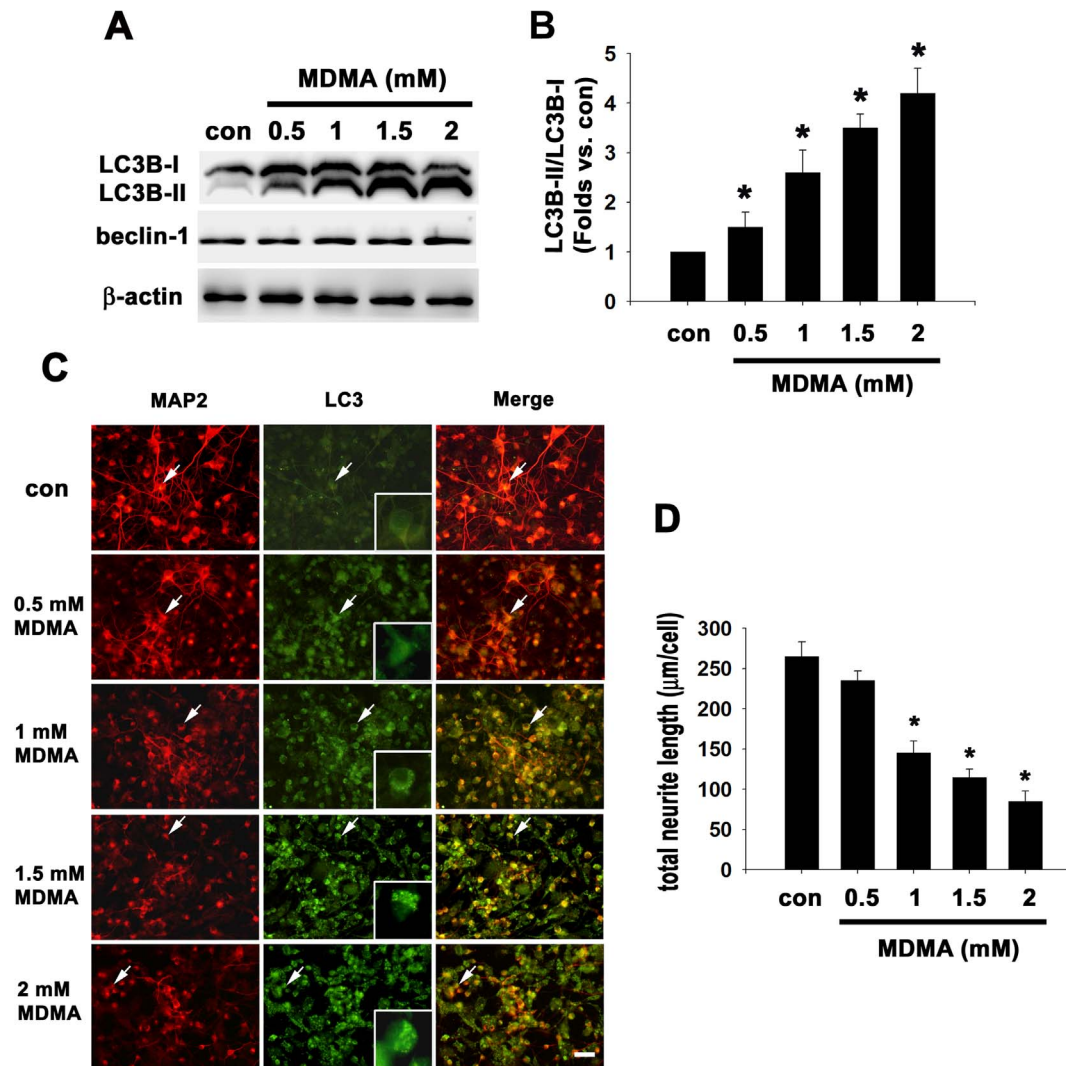 A
MDMA (mM)
con 0.5 1 1.5 2
LC3B-I
LC3B-II
beclin-1
β-actin
B
LC3B-II/LC3B-I
(Folds vs. con)
5
4
3
2
1
0
* * * *
con 0.5 1 1.5 2
MDMA (mM)
C
MAP2 LC3 Merge
con
0.5 mM
MDMA
1 mM
MDMA
1.5 mM
MDMA
2 mM
MDMA
D
total neurite length (μm/cell)
300
250
200
150
100
50
0
* * *
con 0.5 1 1.5 2
MDMA (mM)